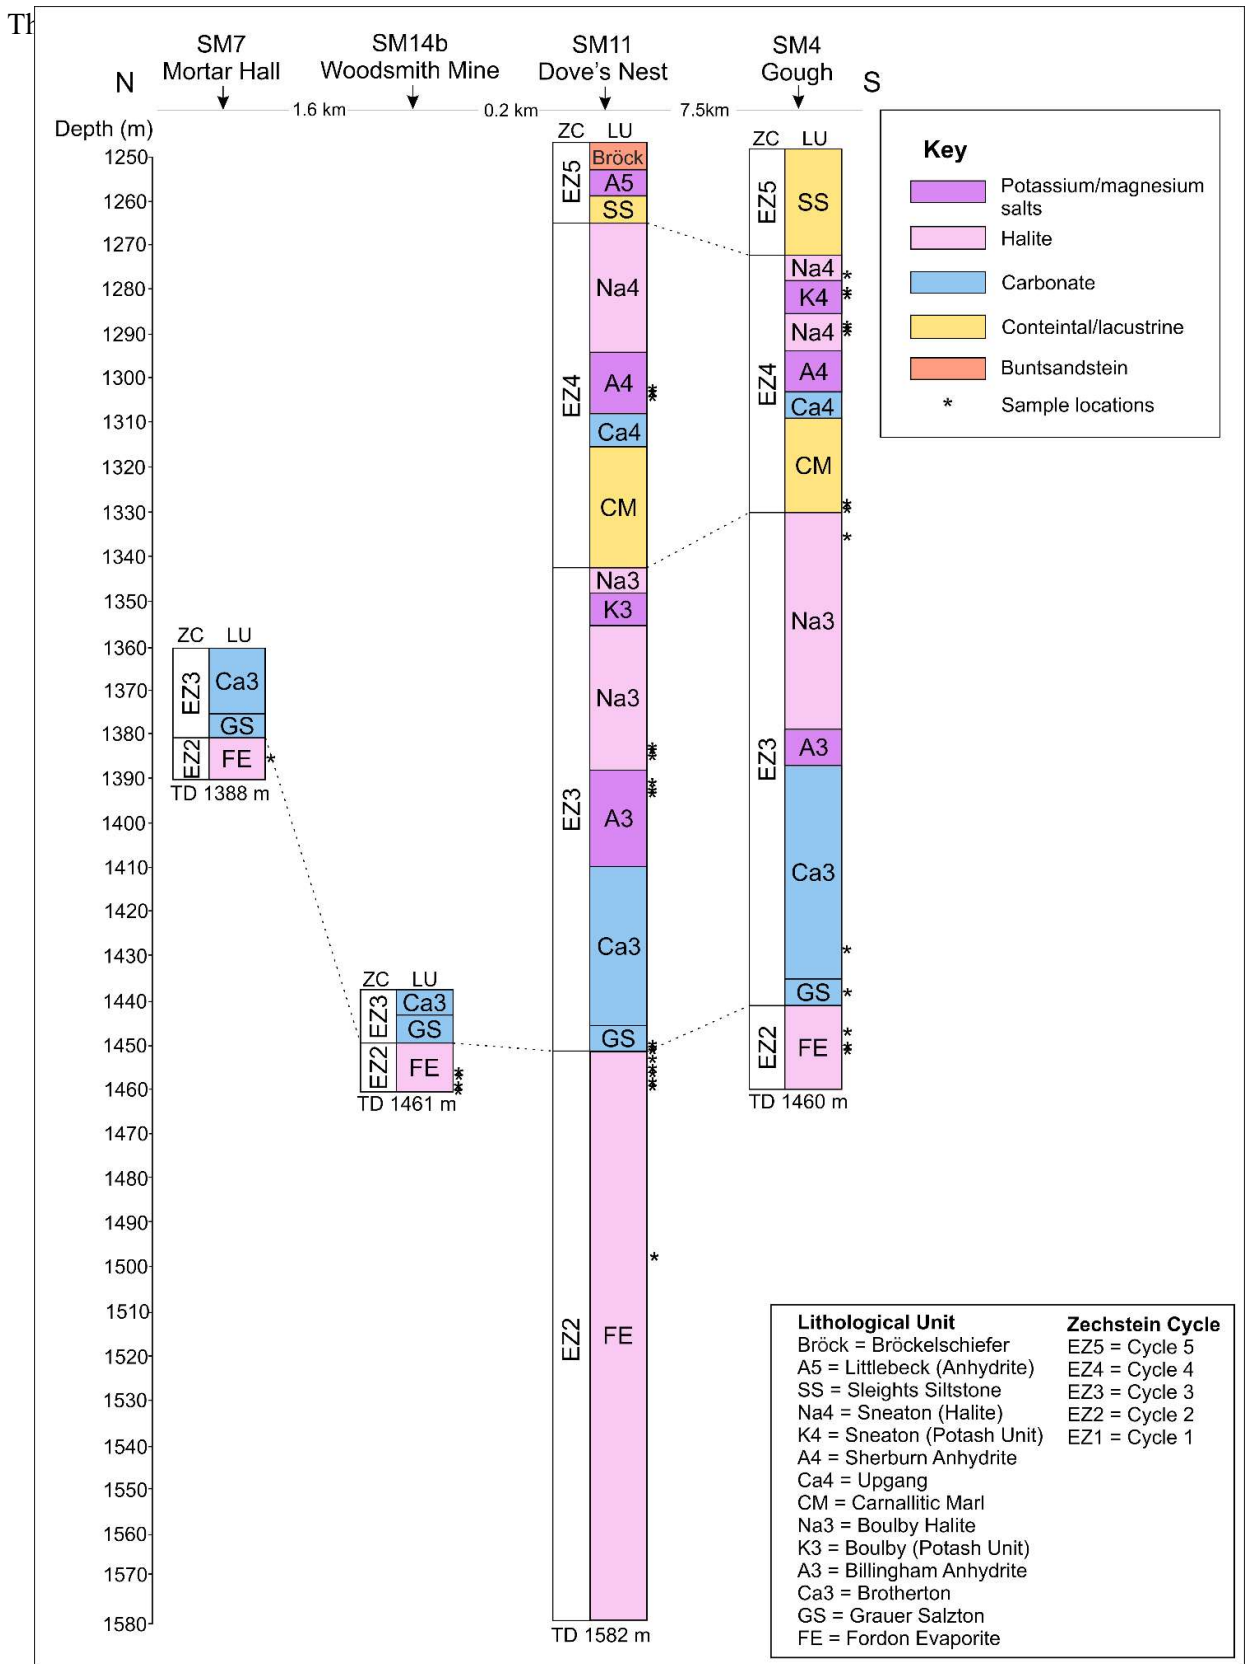 Th
SM7
Mortar Hall
SM14b
Woodsmith Mine
SM11
Dove's Nest
SM4
Gough
N
S
1.6 km
0.2 km
7.5km
Depth (m)
1250
1260
1270
1280
1290
1300
1310
1320
1330
1340
1350
1360
1370
1380
1390
1400
1410
1420
1430
1440
1450
1460
1470
1480
1490
1500
1510
1520
1530
1540
1550
1560
1570
1580
ZC LU
EZ3
Ca3
GS
EZ2
FE
*
TD 1388 m
ZC LU
EZ3
Ca3
GS
EZ2
FE
*
*
*
*
TD 1461 m
ZC LU
EZ5
Bröck
A5
SS
EZ4
Na4
A4
Ca4
CM
EZ3
Na3
K3
Na3
A3
Ca3
GS
EZ2
FE
TD 1582 m
ZC LU
EZ5
SS
EZ4
Na4
K4
Na4
A4
Ca4
CM
EZ3
Na3
A3
Ca3
GS
EZ2
FE
TD 1460 m
Key
Potassium/magnesium
salts
Halite
Carbonate
Conteintal/lacustrine
Buntsandstein
* Sample locations
Lithological Unit
Bröck = Bröckelschiefer
A5 = Littlebeck (Anhydrite)
SS = Sleights Siltstone
Na4 = Sneaton (Halite)
K4 = Sneaton (Potash Unit)
A4 = Sherburn Anhydrite
Ca4 = Upgang
CM = Carnallitic Marl
Na3 = Boulby Halite
K3 = Boulby (Potash Unit)
A3 = Billingham Anhydrite
Ca3 = Brotherton
GS = Grauer Salzton
FE = Fordon Evaporite
Zechstein Cycle
EZ5 = Cycle 5
EZ4 = Cycle 4
EZ3 = Cycle 3
EZ2 = Cycle 2
EZ1 = Cycle 1